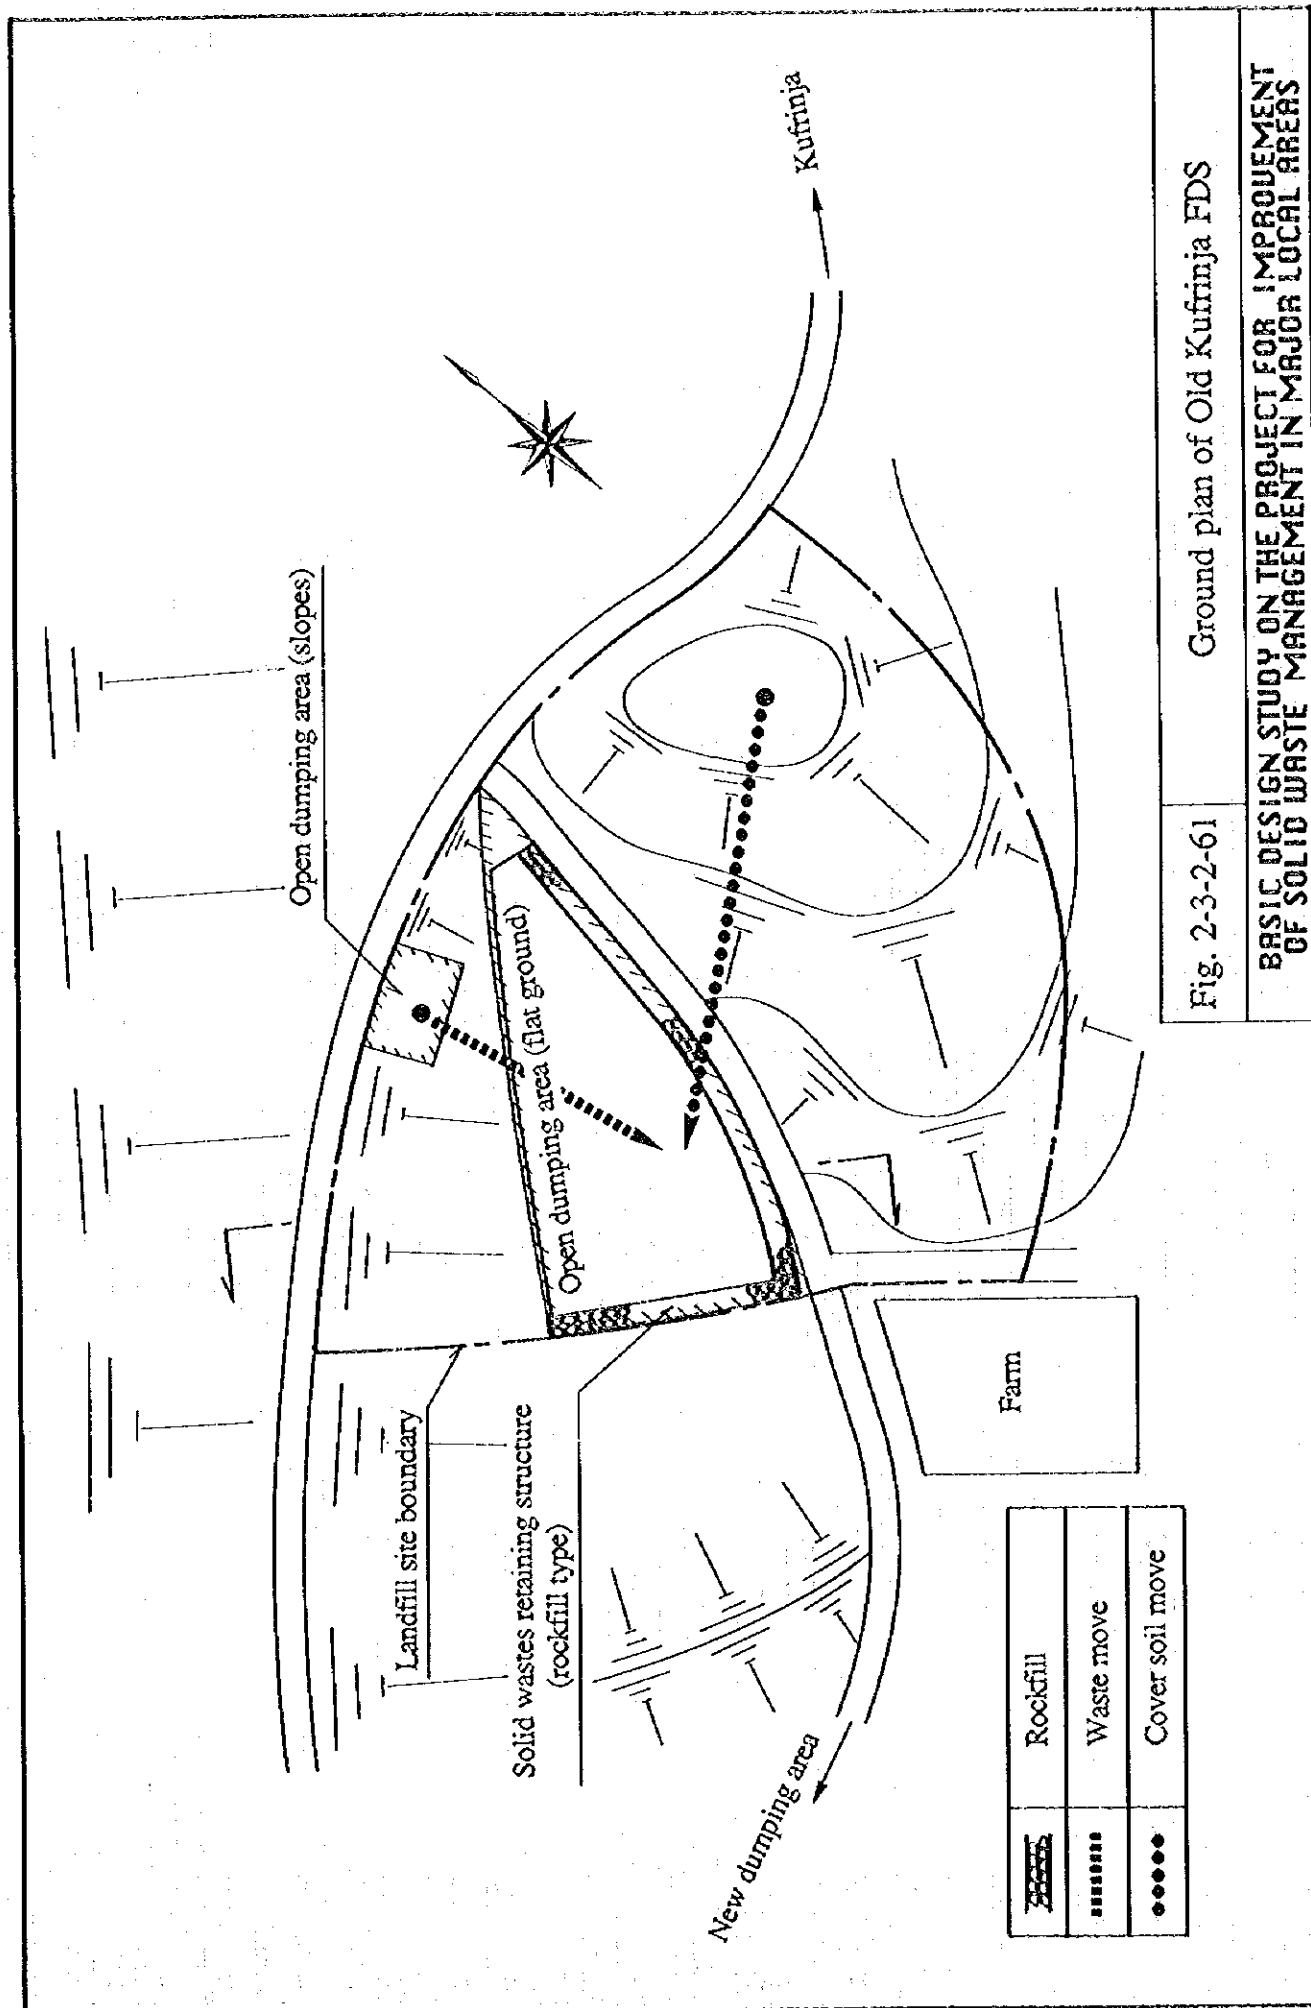 Open dumping area (slopes)
Kufrinja
Open dumping area (flat ground)
Landfill site boundary
Solid wastes retaining structure
(rockfill type)
New dumping area
Farm
Rockfill
Waste move
Cover soil move
Fig. 2-3-2-61
Ground plan of Old Kufrinja FDS
BASIC DESIGN STUDY ON THE PROJECT FOR IMPROVEMENT
OF SOLID WASTE MANAGEMENT IN MAJOR LOCAL AREAS